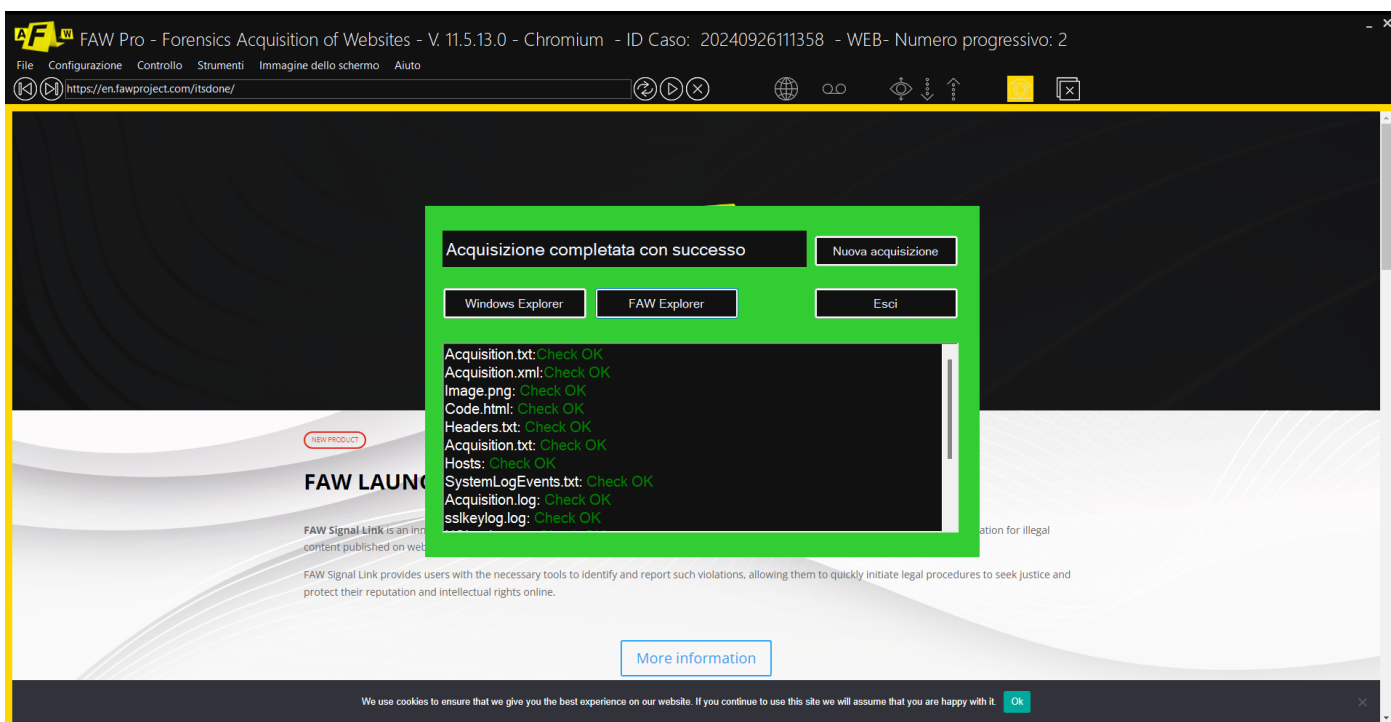 AFW FAW Pro - Forensics Acquisition of Websites - V. 11.5.13.0 - Chromium - ID Caso: 20240926111358 - WEB- Numero progressivo: 2
File Configurazione Controllo Strumenti Immagine dello schermo Aiuto
https://en.fawproject.com/itsdone/
Acquisizione completata con successo
Nuova acquisizione
Windows Explorer
FAW Explorer
Esci
Acquisition.txt:Check OK
Acquisition.xml:Check OK
Image.png: Check OK
Code.html: Check OK
Headers.txt: Check OK
Acquisition.txt: Check OK
Hosts: Check OK
SystemLogEvents.txt: Check OK
Acquisition.log: Check OK
sslkeylog.log: Check OK
NEW PRODUCT
FAW LAUN
FAW Signal Link is an ation for illegal
content published on
FAW Signal Link provides users with the necessary tools to identify and report such violations, allowing them to quickly initiate legal procedures to seek justice and
protect their reputation and intellectual rights online.
More information
We use cookies to ensure that we give you the best experience on our website. If you continue to use this site we will assume that you are happy with it. Ok